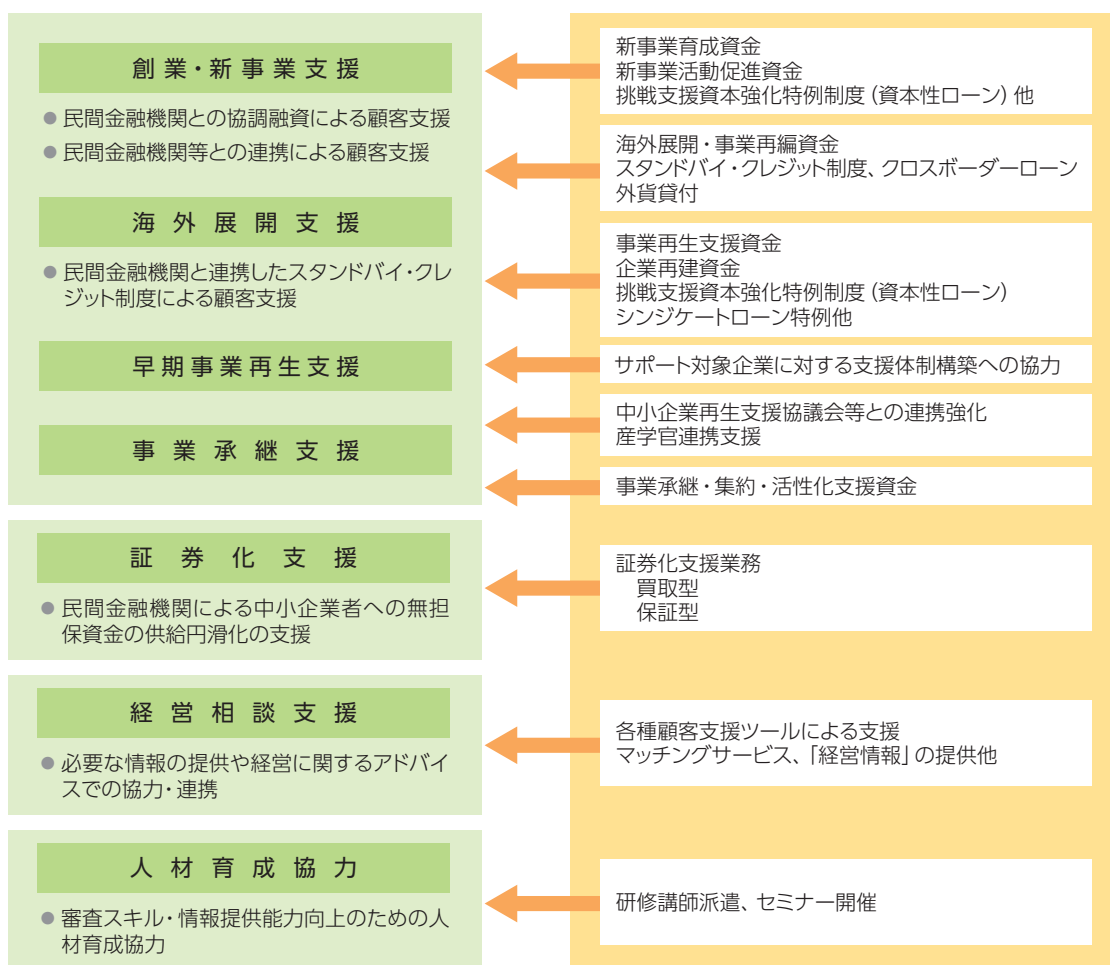 創業・新事業支援
● 民間金融機関との協調融資による顧客支援
● 民間金融機関等との連携による顧客支援
海外展開支援
● 民間金融機関と連携したスタンドバイ・クレ
ジット制度による顧客支援
早期事業再生支援
事業承継支援
新事業育成資金
新事業活動促進資金
挑戦支援資本強化特例制度（資本性ローン）他
海外展開・事業再編資金
スタンドバイ・クレジット制度、クロスボーダーローン
外貨貸付
事業再生支援資金
企業再建資金
挑戦支援資本強化特例制度（資本性ローン）
シンジケートローン特例他
サポート対象企業に対する支援体制構築への協力
中小企業再生支援協議会等との連携強化
産学官連携支援
事業承継・集約・活性化支援資金
証券化支援
● 民間金融機関による中小企業者への無担
保資金の供給円滑化の支援
証券化支援業務
買取型
保証型
経営相談支援
● 必要な情報の提供や経営に関するアドバイ
スでの協力・連携
各種顧客支援ツールによる支援
マッチングサービス、「経営情報」の提供他
人材育成協力
● 審査スキル・情報提供能力向上のための人
材育成協力
研修講師派遣、セミナー開催